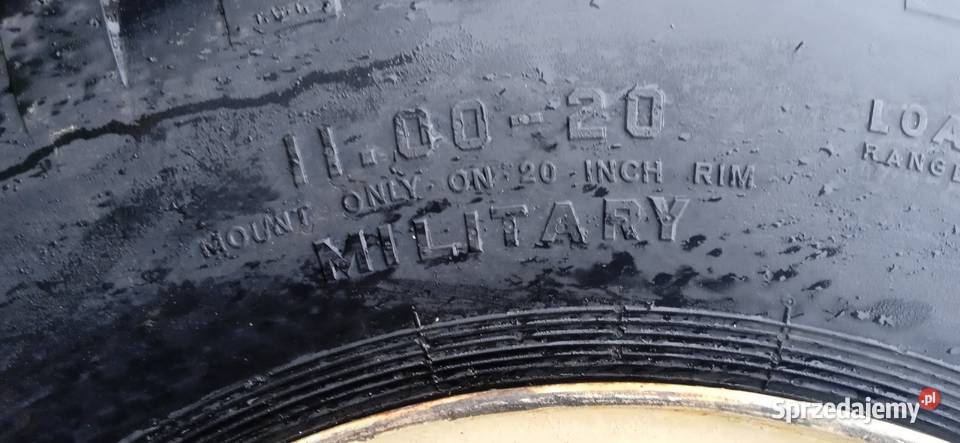 11.00-20
MOUNT ONLY ON 20 INCH RIM
MILITARY
LOA
RANGE
Sprzedajemy.pl